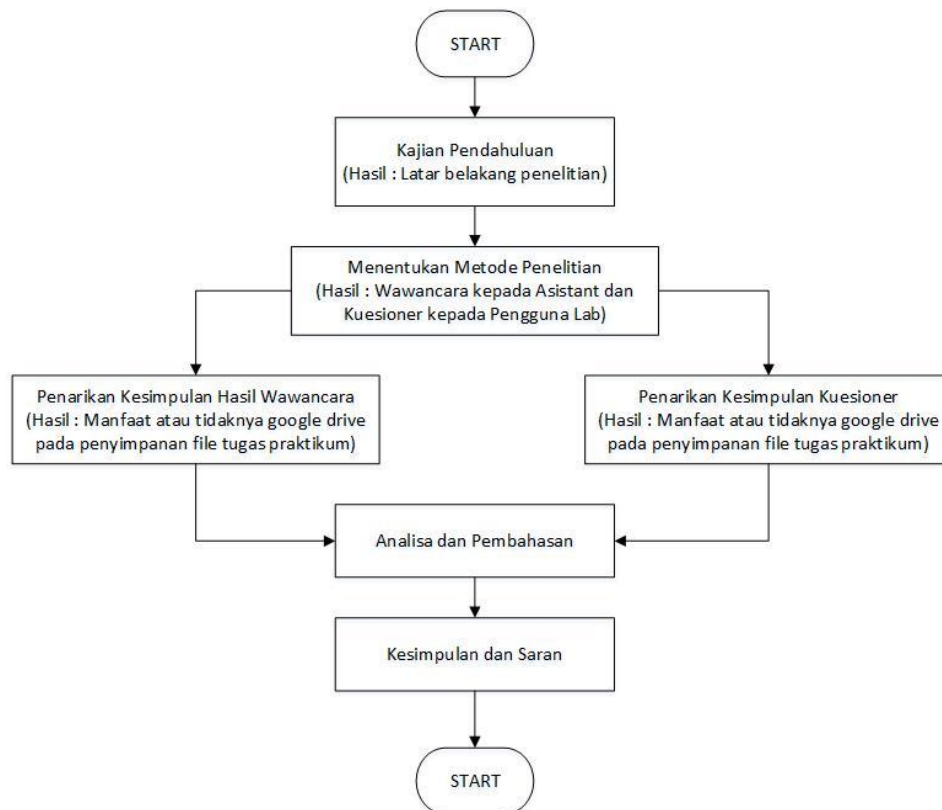 START
Kajian Pendahuluan
(Hasil : Latar belakang penelitian)
Menentukan Metode Penelitian
(Hasil : Wawancara kepada Asistant dan
Kuesioner kepada Pengguna Lab)
Penarikan Kesimpulan Hasil Wawancara
(Hasil : Manfaat atau tidaknya google drive
pada penyimpanan file tugas praktikum)
Penarikan Kesimpulan Kuesioner
(Hasil : Manfaat atau tidaknya google drive
pada penyimpanan file tugas praktikum)
Analisa dan Pembahasan
Kesimpulan dan Saran
START